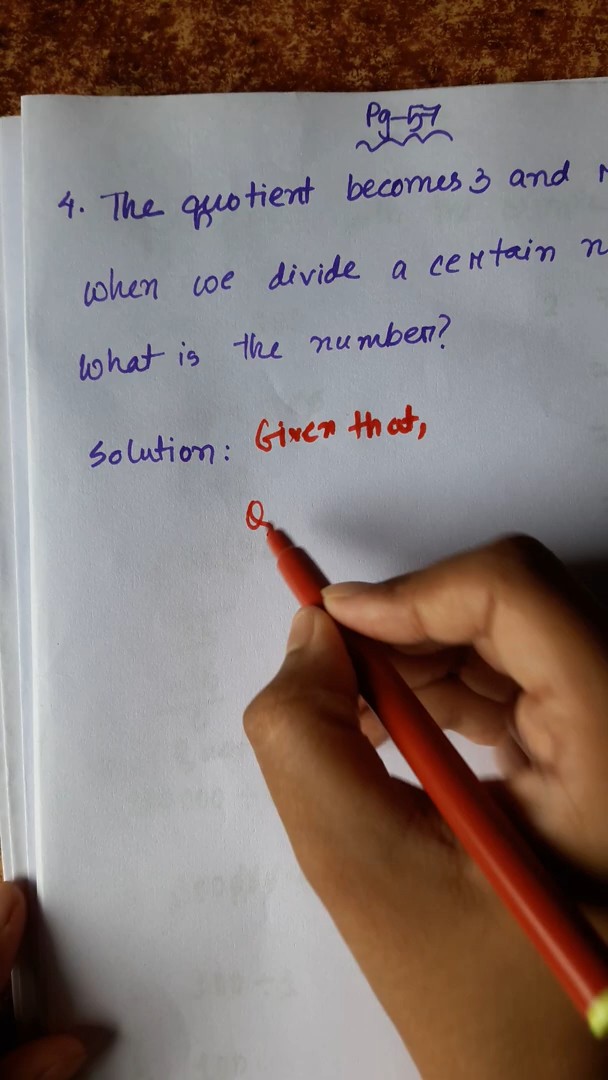 Pg-57
4. The quotient becomes 3 and
when we divide a certain n
What is the number?
Solution: Given that,
Q